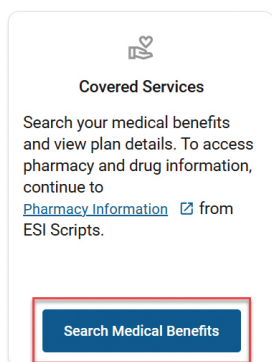 Covered Services
Search your medical benefits
and view plan details. To access
pharmacy and drug information,
continue to
Pharmacy Information from
ESI Scripts.
Search Medical Benefits